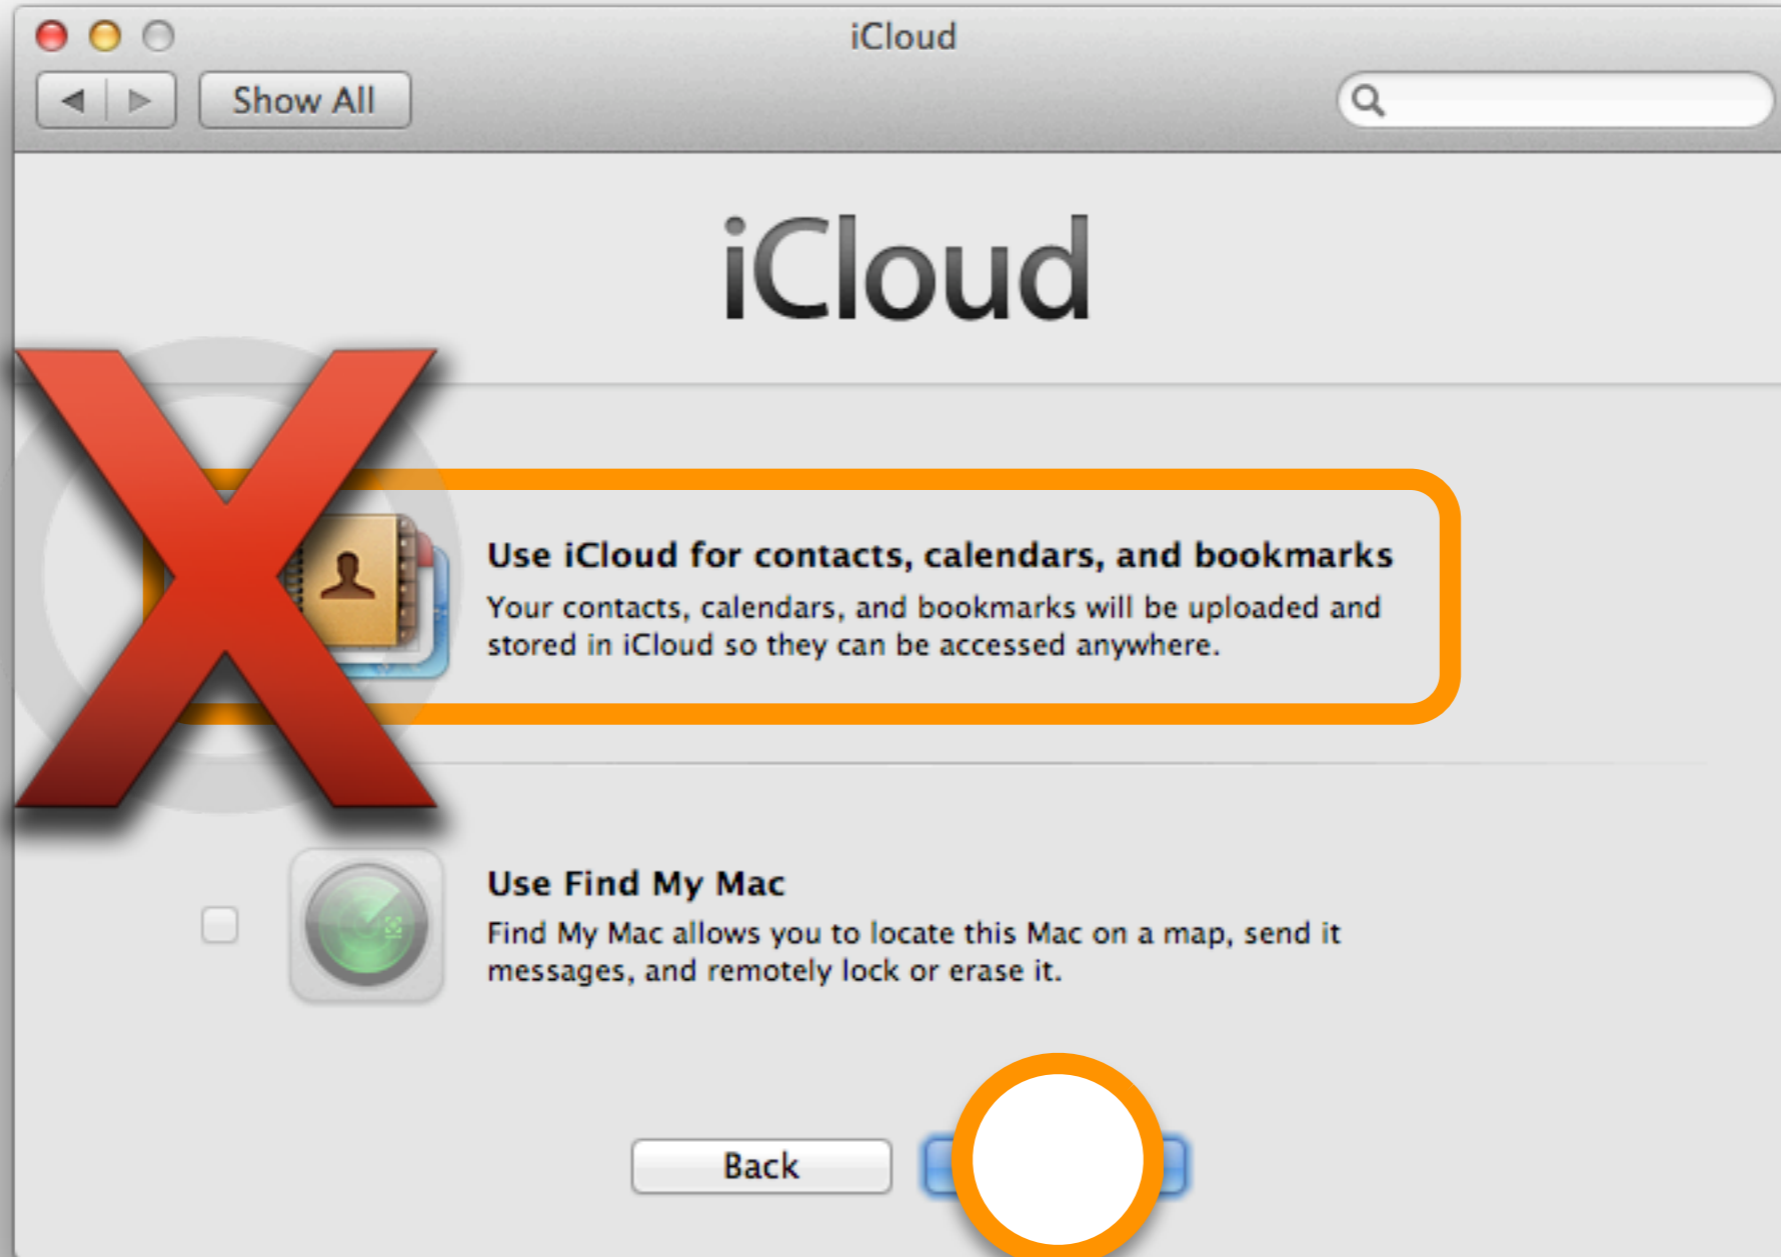 iCloud
Show All
iCloud
Use iCloud for contacts, calendars, and bookmarks
Your contacts, calendars, and bookmarks will be uploaded and
stored in iCloud so they can be accessed anywhere.
Use Find My Mac
Find My Mac allows you to locate this Mac on a map, send it
messages, and remotely lock or erase it.
Back